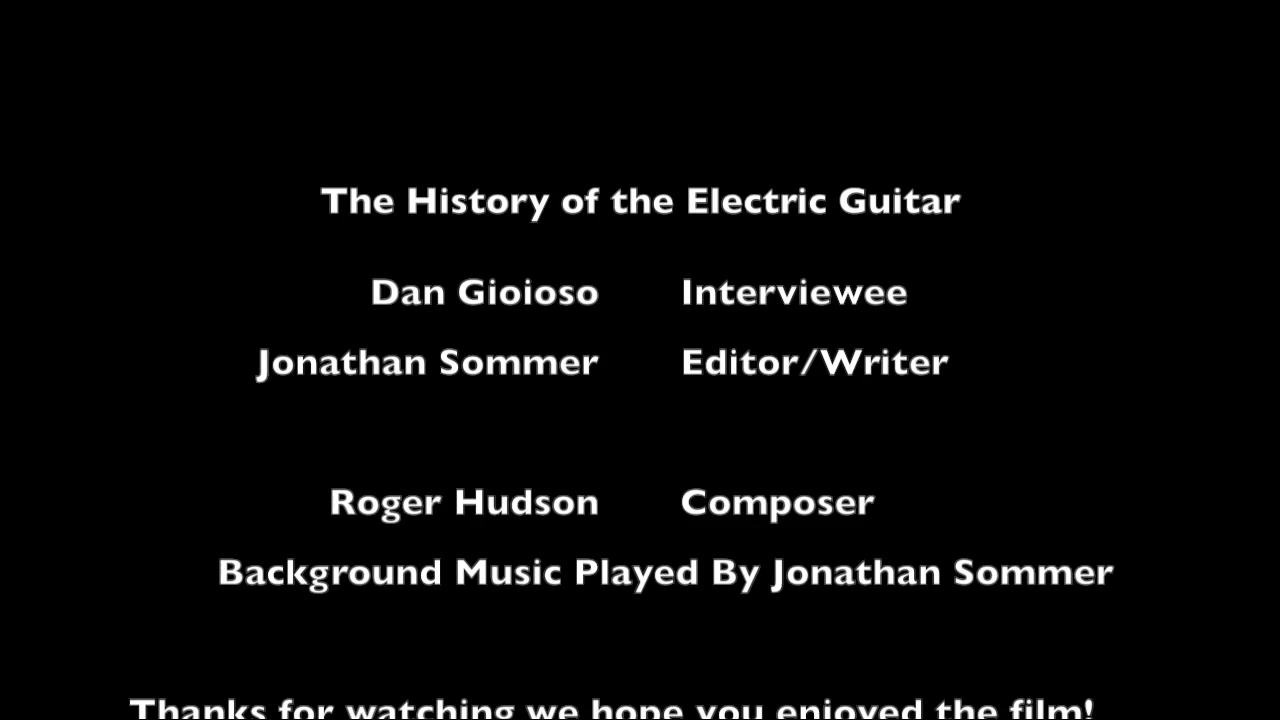 The History of the Electric Guitar
Dan Gioioso Interviewee
Jonathan Sommer Editor/Writer
Roger Hudson Composer
Background Music Played By Jonathan Sommer
Thanks for watching we hope you enjoyed the film!